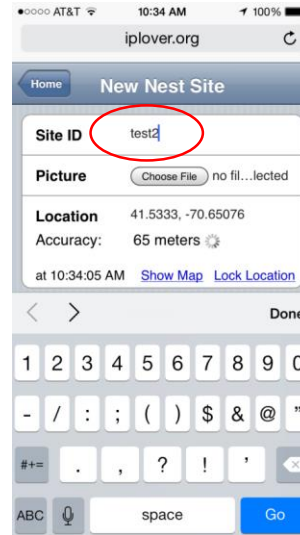 ●○○○○ AT&T 10:34 AM 100%
iplover.org
Home New Nest Site
Site ID test2
Picture Choose File no fil...lected
Location 41.5333, -70.65076
Accuracy: 65 meters
at 10:34:05 AM Show Map Lock Location
Done
1 2 3 4 5 6 7 8 9 0
- / : ; ( ) $ & @ "
#+= . , ? ! '
ABC space Go